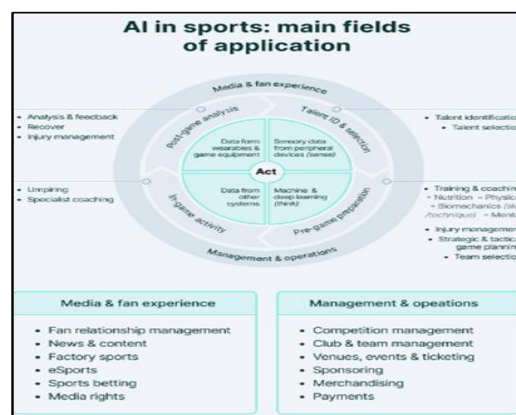 AI in sports: main fields
of application
Media & fan experience
Post-game analysis
Talent ID & selection
In-game activity
Pre-game preparation
Management & operations
Data form
wearables &
game equipment
Sensory data
from peripheral
devices (sense)
Act
Data from
other
systems
Machine &
deep learning
(think)
• Analysis & feedback
• Recover
• Injury management
• Umpiring
• Specialist coaching
• Talent identificatio
• Talent selectio
• Training & coachin
• Nutrition • Physic
• Biomechanics (sk
/technique) • Ment
• Injury managemen
• Strategic & tactica
game plannin
• Team selectio
Media & fan experience
• Fan relationship management
• News & content
• Factory sports
• eSports
• Sports betting
• Media rights
Management & opeations
• Competition management
• Club & team management
• Venues, events & ticketing
• Sponsoring
• Merchandising
• Payments